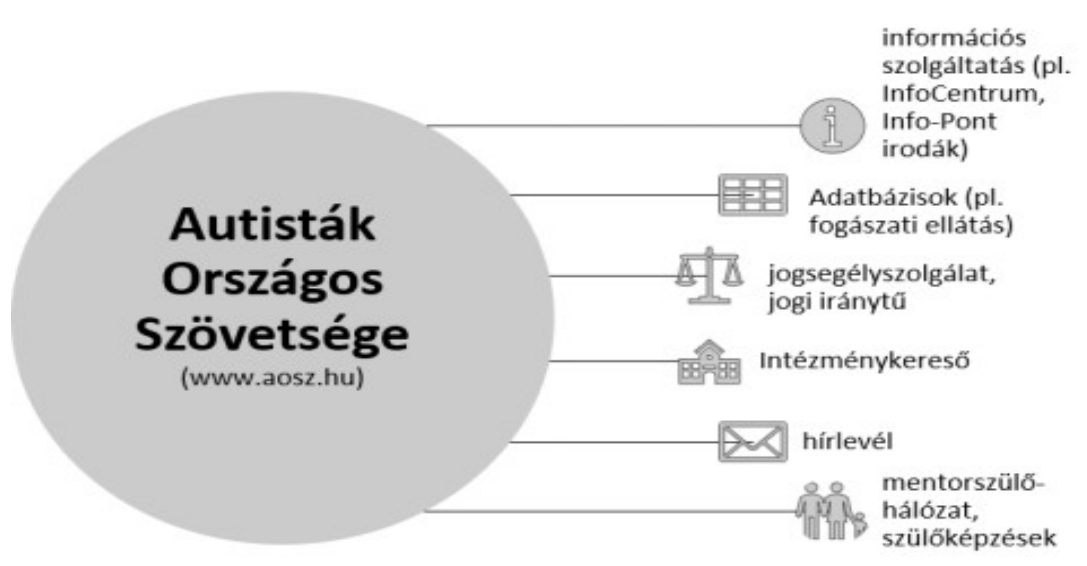 Autisták
Országos
Szövetsége
(www.aosz.hu)
információs
szolgáltatás (pl.
InfoCentrum,
Info-Pont
irodák)
Adatbázisok (pl.
fogászati ellátás)
jogsegélyszolgálat,
jogi iránytű
Intézménykereső
hírlevél
mentorszülő-
hálózat,
szülőképzések